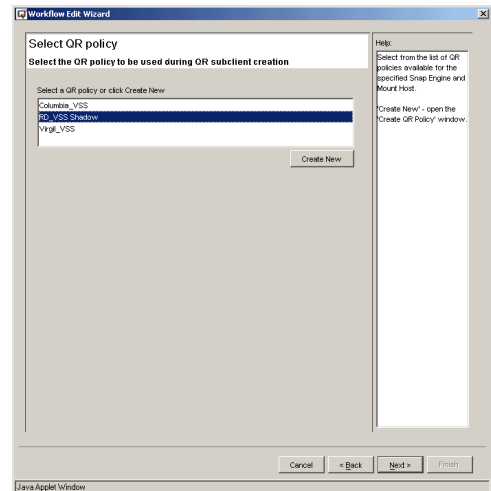 Workflow Edit Wizard
Select QR policy
Select the QR policy to be used during QR subclient creation
Select a QR policy or click Create New
Columbia_VSS
RD_VSS Shadow
Virgil_VSS
Create New
Help:
Select from the list of QR
policies available for the
specified Snap Engine and
Mount Host.
'Create New' - open the
'Create QR Policy' window.
Cancel
< Back
Next >
Finish
Java Applet Window